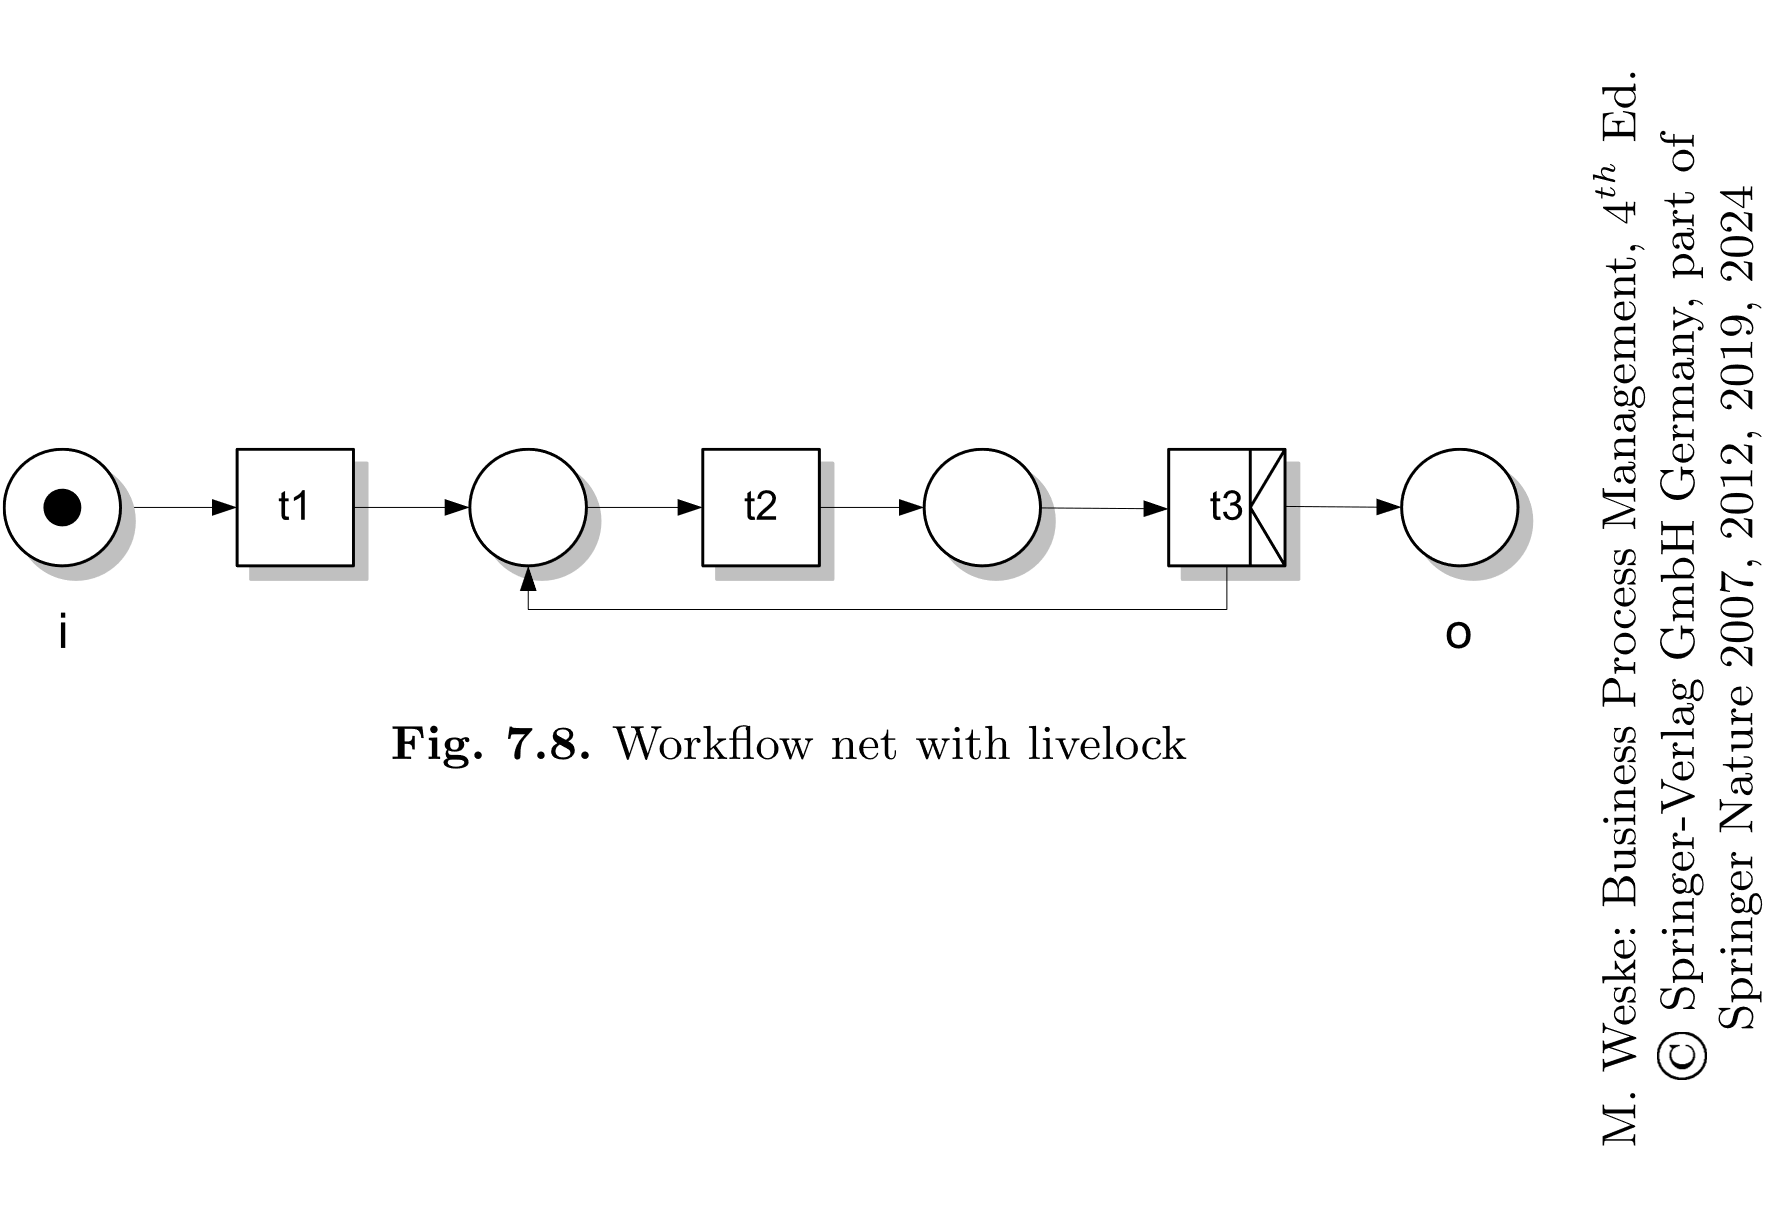 t1
t2
t3
i
o
Fig. 7.8. Workflow net with livelock
M. Weske: Business Process Management, 4th Ed.
© Springer-Verlag GmbH Germany, part of
Springer Nature 2007, 2012, 2019, 2024